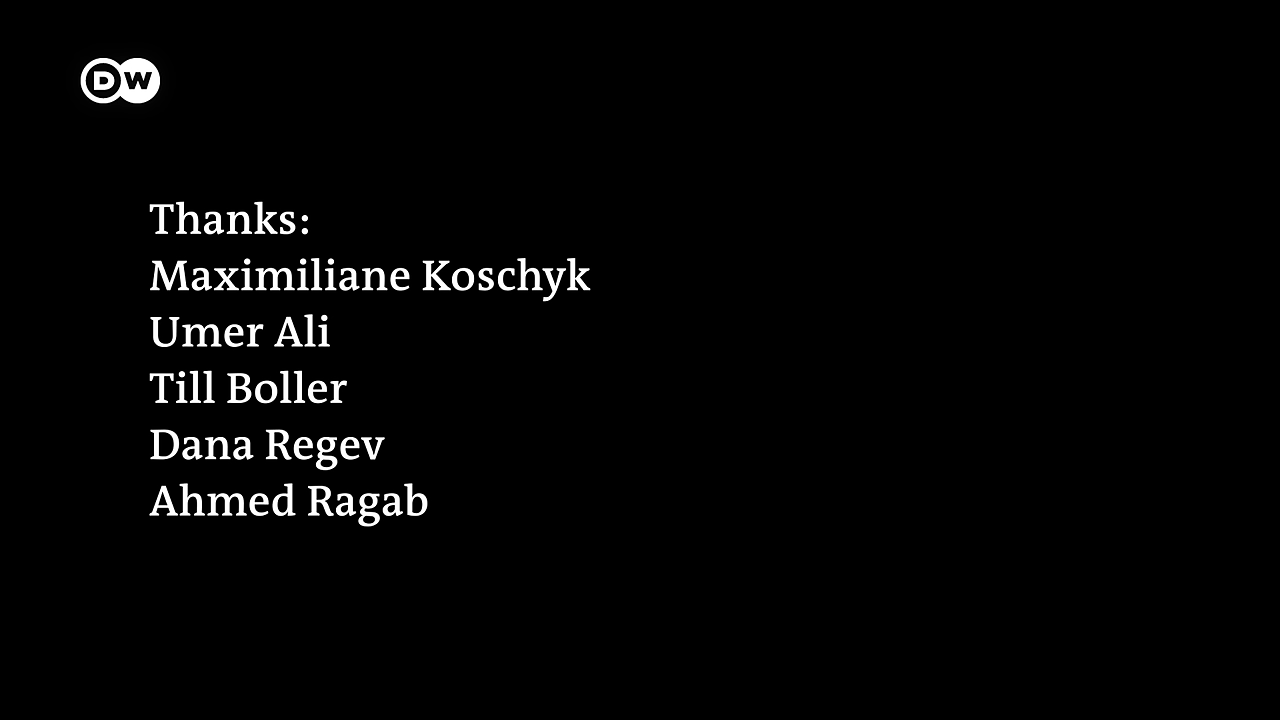 DW
Thanks:
Maximiliane Koschyk
Umer Ali
Till Boller
Dana Regev
Ahmed Ragab